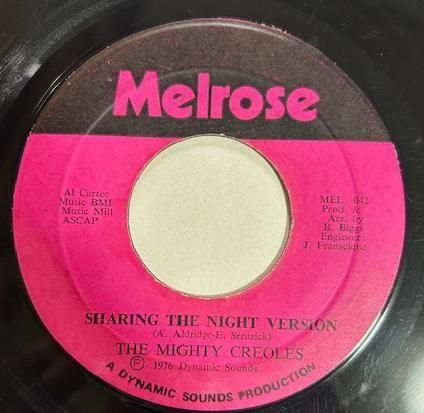 Melrose
Al Cartee
Music BMI
Music Mill
ASCAP
MEL. 042
Prod. &
Arr. by
B. Biggs
Engineer:
J. Franscique
SHARING THE NIGHT VERSION
(A. Aldridge-E. Struzick)
THE MIGHTY CREOLES
Ⓟ 1976 Dynamic Sounds
A DYNAMIC SOUNDS PRODUCTION